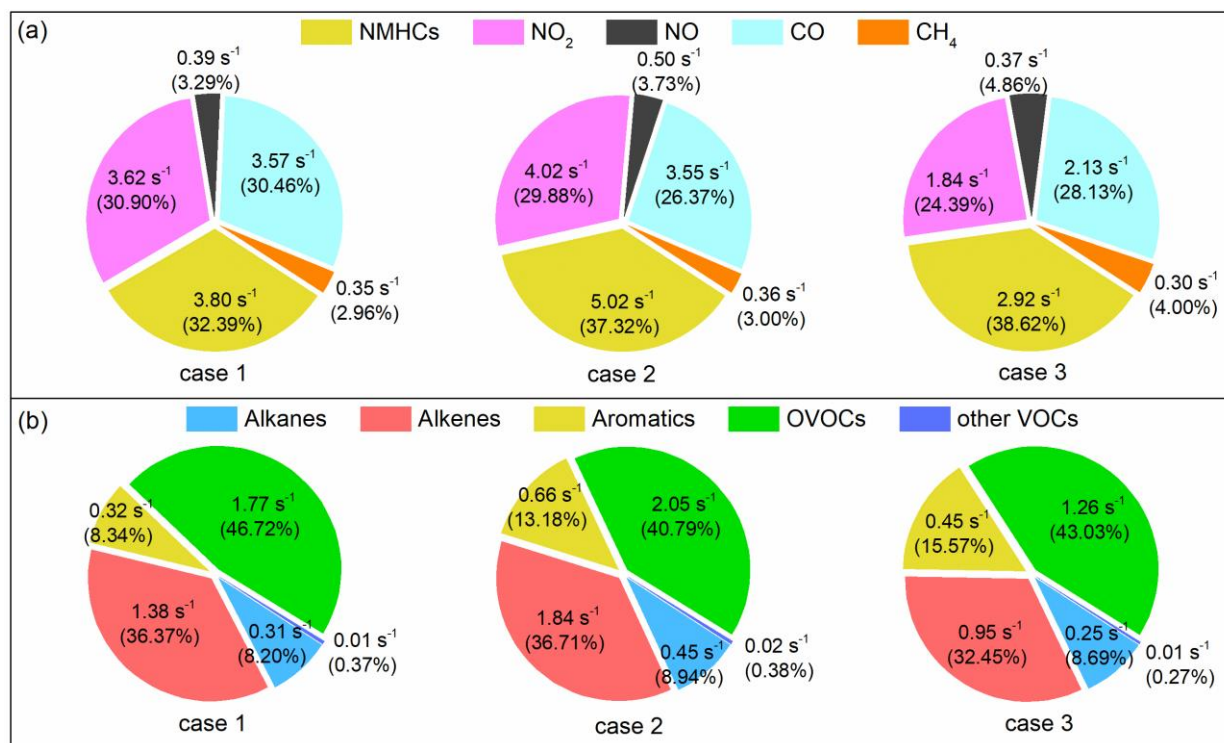 (a) NMHCs NO₂ NO CO CH₄
0.39 s⁻¹
(3.29%)
3.57 s⁻¹
(30.46%)
3.62 s⁻¹
(30.90%)
0.35 s⁻¹
(2.96%)
3.80 s⁻¹
(32.39%)
case 1
0.50 s⁻¹
(3.73%)
4.02 s⁻¹
(29.88%)
3.55 s⁻¹
(26.37%)
0.36 s⁻¹
(3.00%)
5.02 s⁻¹
(37.32%)
case 2
0.37 s⁻¹
(4.86%)
1.84 s⁻¹
(24.39%)
2.13 s⁻¹
(28.13%)
0.30 s⁻¹
(4.00%)
2.92 s⁻¹
(38.62%)
case 3
(b) Alkanes Alkenes Aromatics OVOCs other VOCs
0.32 s⁻¹
(8.34%)
1.77 s⁻¹
(46.72%)
1.38 s⁻¹
(36.37%)
0.31 s⁻¹
(8.20%)
0.01 s⁻¹
(0.37%)
case 1
0.66 s⁻¹
(13.18%)
2.05 s⁻¹
(40.79%)
1.84 s⁻¹
(36.71%)
0.45 s⁻¹
(8.94%)
0.02 s⁻¹
(0.38%)
case 2
0.45 s⁻¹
(15.57%)
1.26 s⁻¹
(43.03%)
0.95 s⁻¹
(32.45%)
0.25 s⁻¹
(8.69%)
0.01 s⁻¹
(0.27%)
case 3